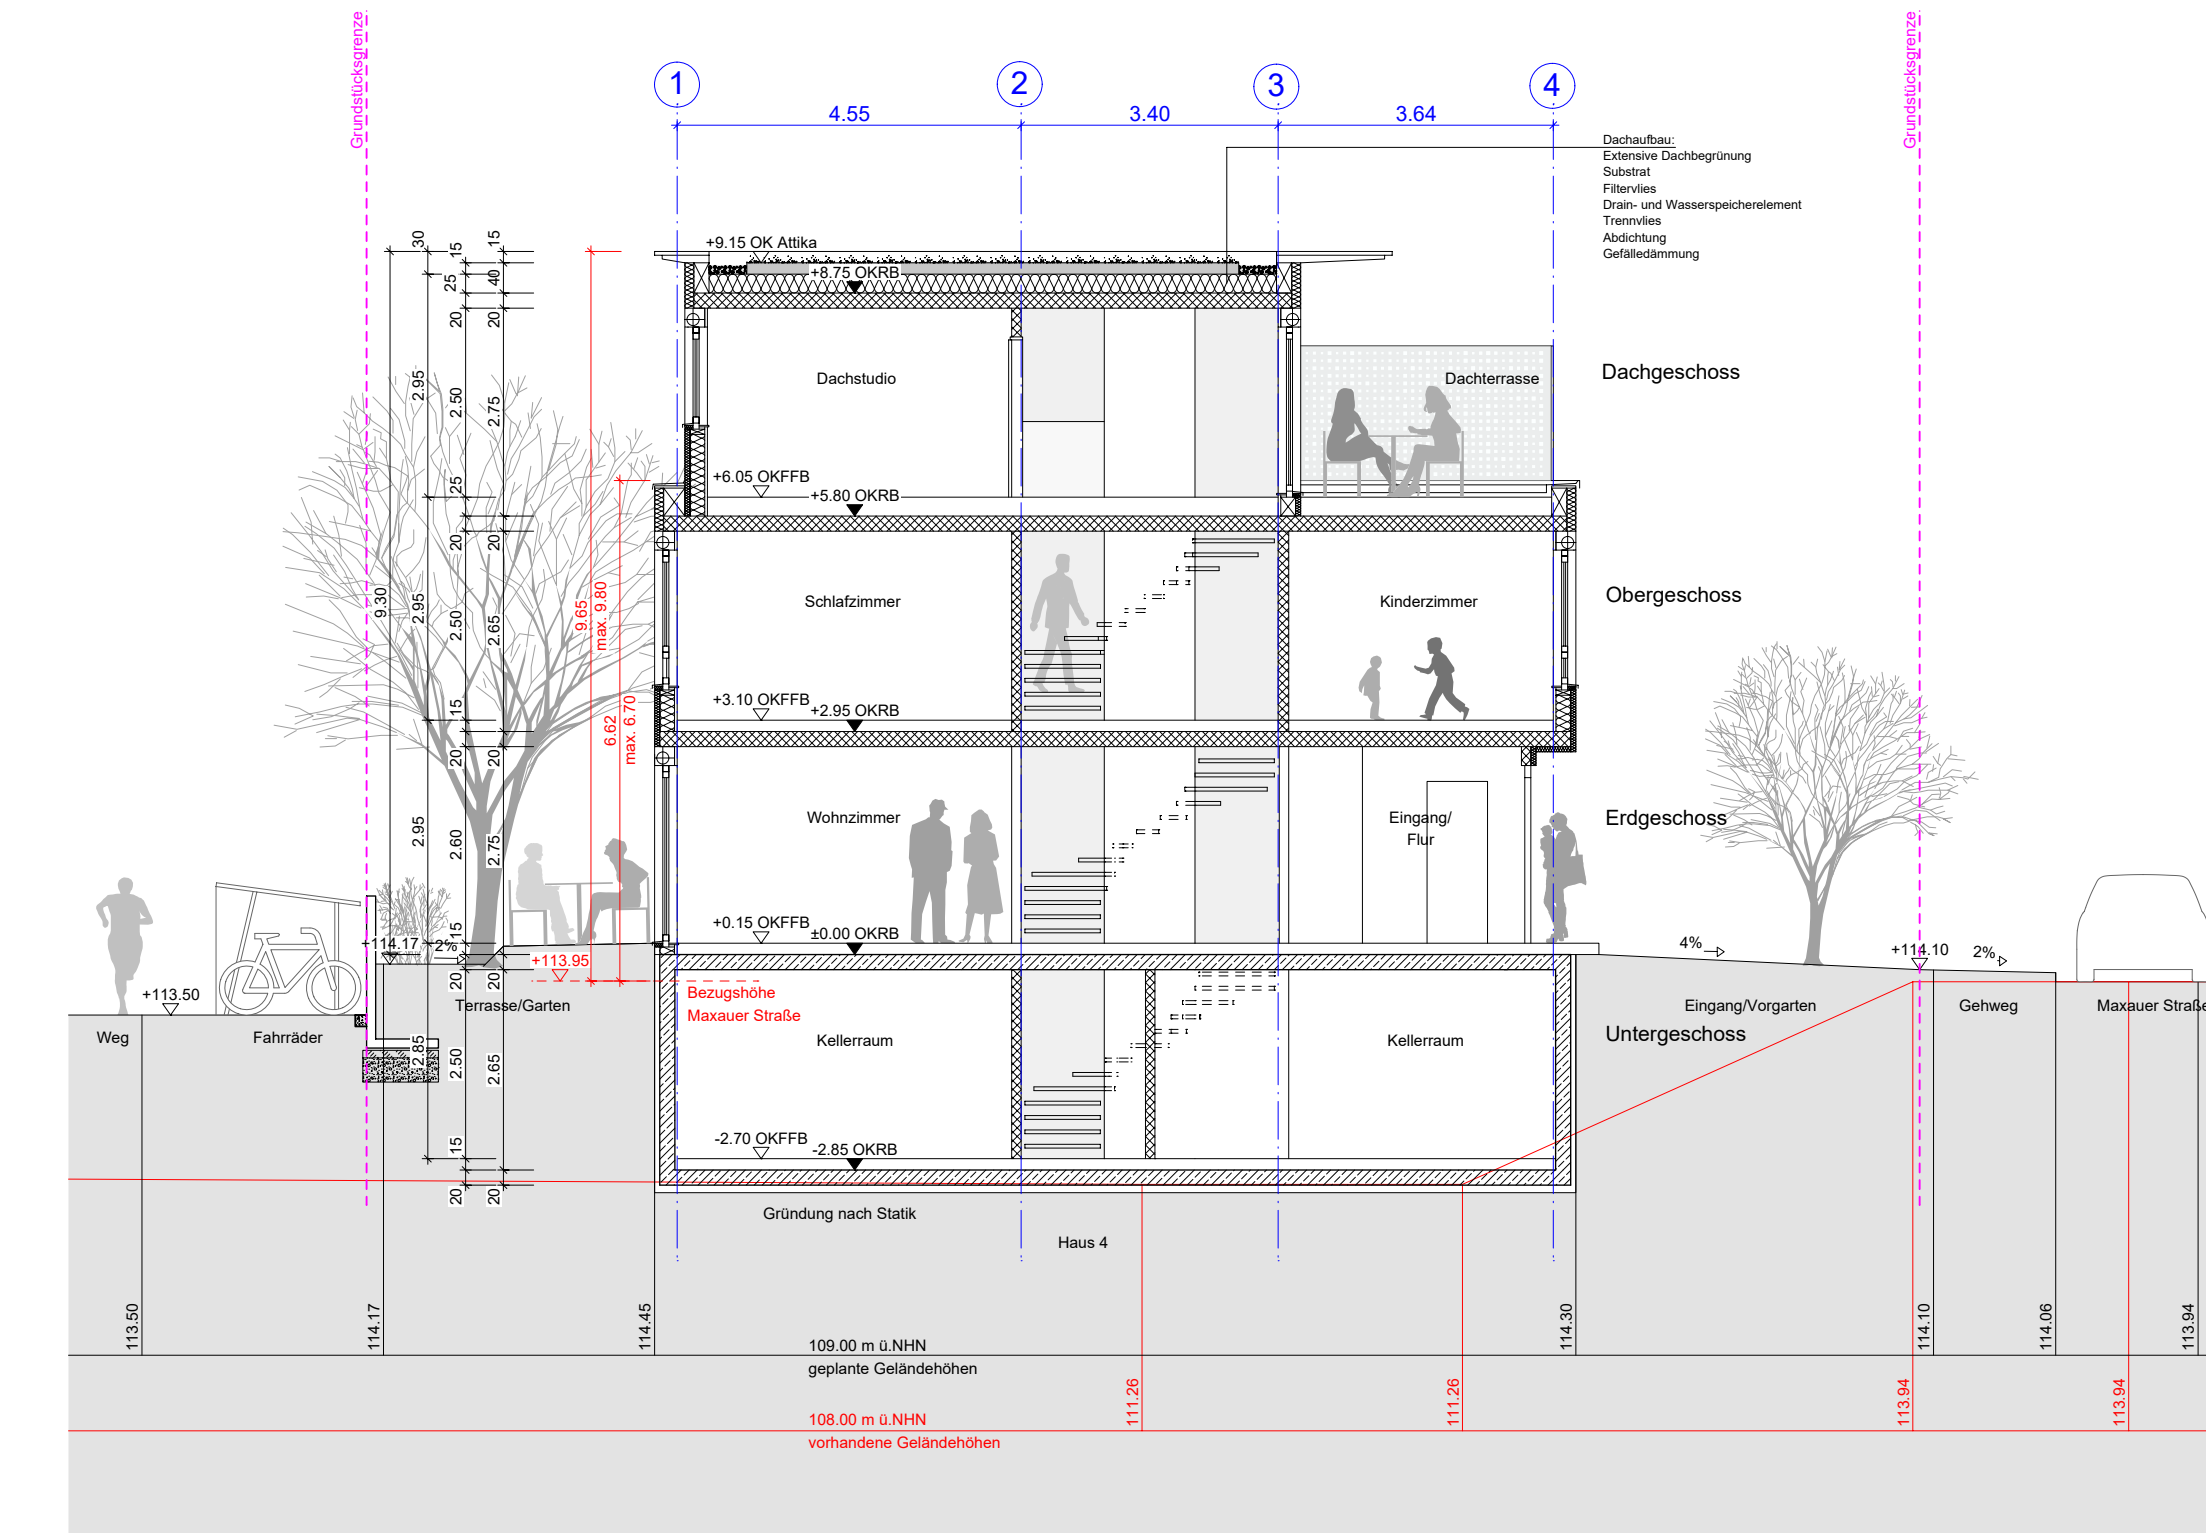 Grundstücksgrenze
Grundstücksgrenze
1
2
3
4
4.55
3.40
3.64
Dachaufbau:
Extensive Dachbegrünung
Substrat
Filtervlies
Drain- und Wasserspeicherelement
Trennvlies
Abdichtung
Gefälledämmung
+9.15 OK Attika
+8.75 OKRB
30
15
15
25
40
20
20
2.95
2.50
2.75
Dachstudio
Dachterrasse
Dachgeschoss
+6.05 OKFFB
+5.80 OKRB
25
20
20
9.30
2.95
2.50
2.65
9.65
max. 9.80
Schlafzimmer
Kinderzimmer
Obergeschoss
6.62
max. 6.70
+3.10 OKFFB
+2.95 OKRB
15
20
20
2.95
2.60
2.75
Wohnzimmer
Eingang/
Flur
Erdgeschoss
+0.15 OKFFB
±0.00 OKRB
15
20
20
+114.17
2%
+113.95
Bezugshöhe
Maxauer Straße
4%
+114.10
2%
+113.50
Weg
Fahrräder
Terrasse/Garten
Eingang/Vorgarten
Gehweg
Maxauer Straße
2.85
2.50
2.65
Kellerraum
Kellerraum
Untergeschoss
-2.70 OKFFB
-2.85 OKRB
15
20
20
Gründung nach Statik
Haus 4
113.50
114.17
114.45
114.30
114.10
114.06
113.94
109.00 m ü.NHN
geplante Geländehöhen
111.26
111.26
113.94
113.94
108.00 m ü.NHN
vorhandene Geländehöhen